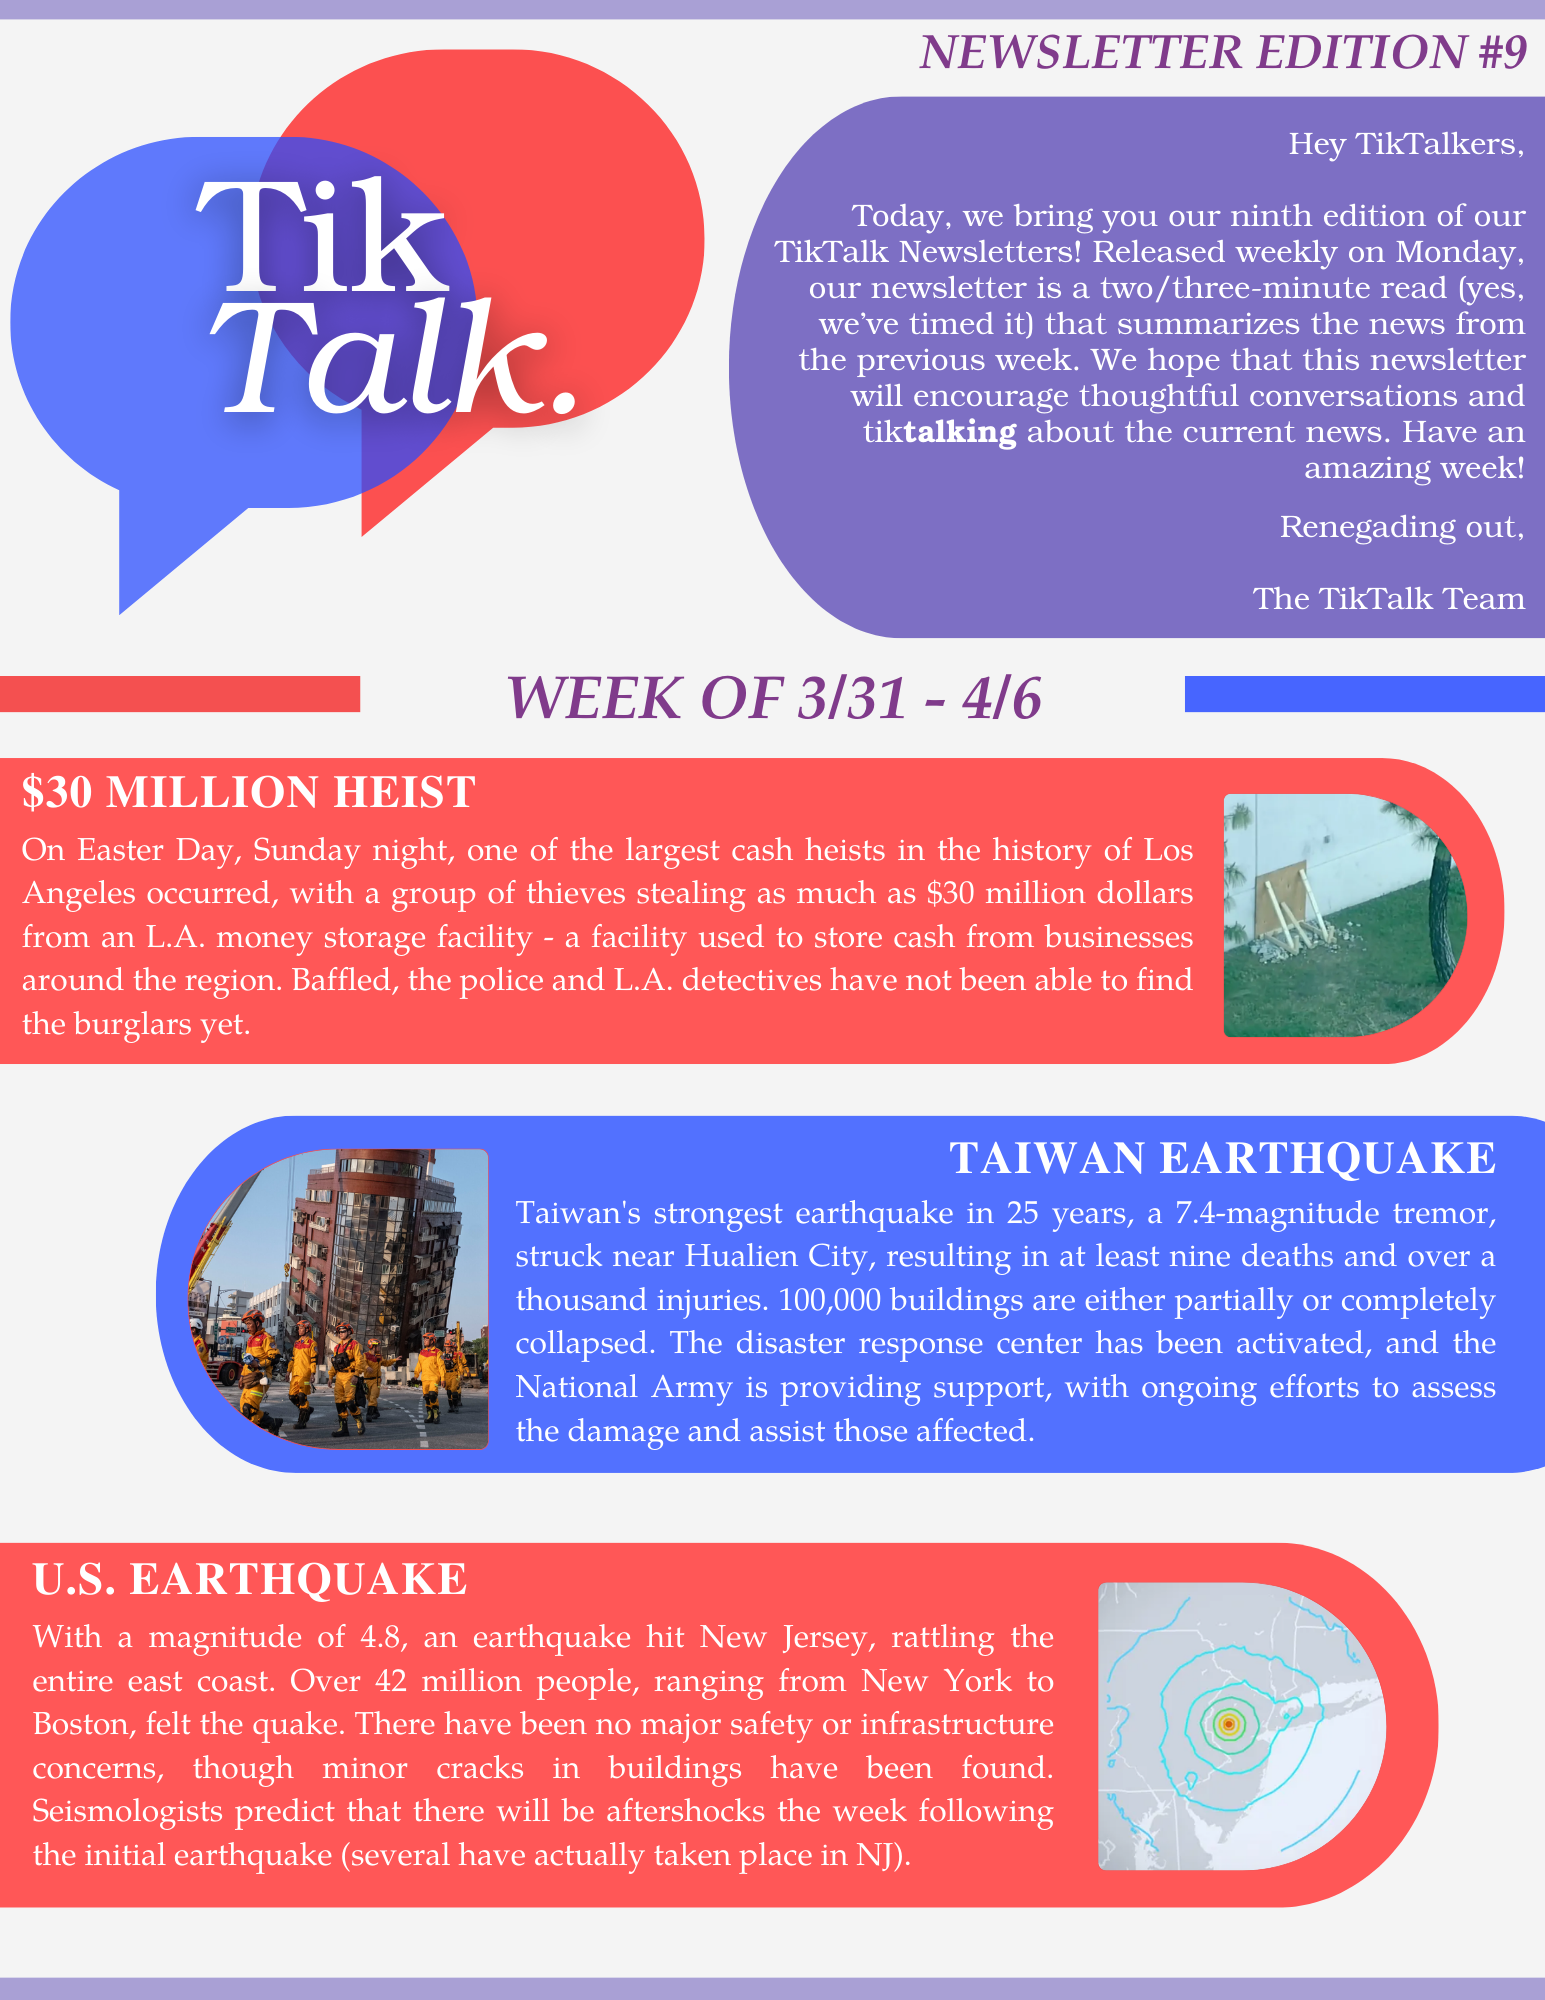 NEWSLETTER EDITION #9
Tik
Talk.
Hey TikTalkers,
Today, we bring you our ninth edition of our
TikTalk Newsletters! Released weekly on Monday,
our newsletter is a two/three-minute read (yes,
we’ve timed it) that summarizes the news from
the previous week. We hope that this newsletter
will encourage thoughtful conversations and
tiktalking about the current news. Have an
amazing week!
Renegading out,
The TikTalk Team
WEEK OF 3/31 - 4/6
$30 MILLION HEIST
On Easter Day, Sunday night, one of the largest cash heists in the history of Los
Angeles occurred, with a group of thieves stealing as much as $30 million dollars
from an L.A. money storage facility - a facility used to store cash from businesses
around the region. Baffled, the police and L.A. detectives have not been able to find
the burglars yet.
TAIWAN EARTHQUAKE
Taiwan's strongest earthquake in 25 years, a 7.4-magnitude tremor,
struck near Hualien City, resulting in at least nine deaths and over a
thousand injuries. 100,000 buildings are either partially or completely
collapsed. The disaster response center has been activated, and the
National Army is providing support, with ongoing efforts to assess
the damage and assist those affected.
U.S. EARTHQUAKE
With a magnitude of 4.8, an earthquake hit New Jersey, rattling the
entire east coast. Over 42 million people, ranging from New York to
Boston, felt the quake. There have been no major safety or infrastructure
concerns, though minor cracks in buildings have been found.
Seismologists predict that there will be aftershocks the week following
the initial earthquake (several have actually taken place in NJ).